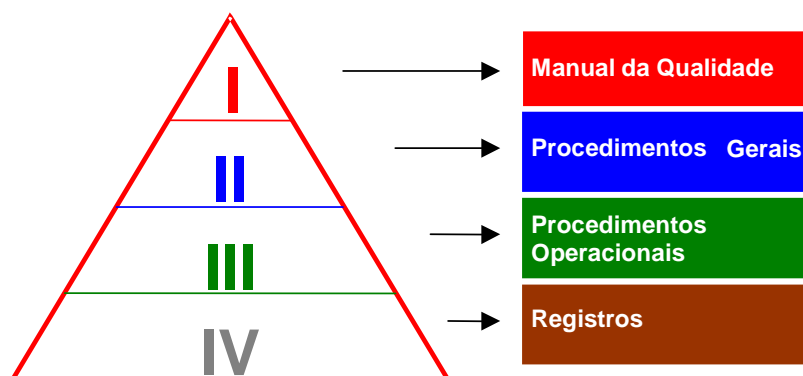 I
Manual da Qualidade
II
Procedimentos Gerais
III
Procedimentos
Operacionais
IV
Registros